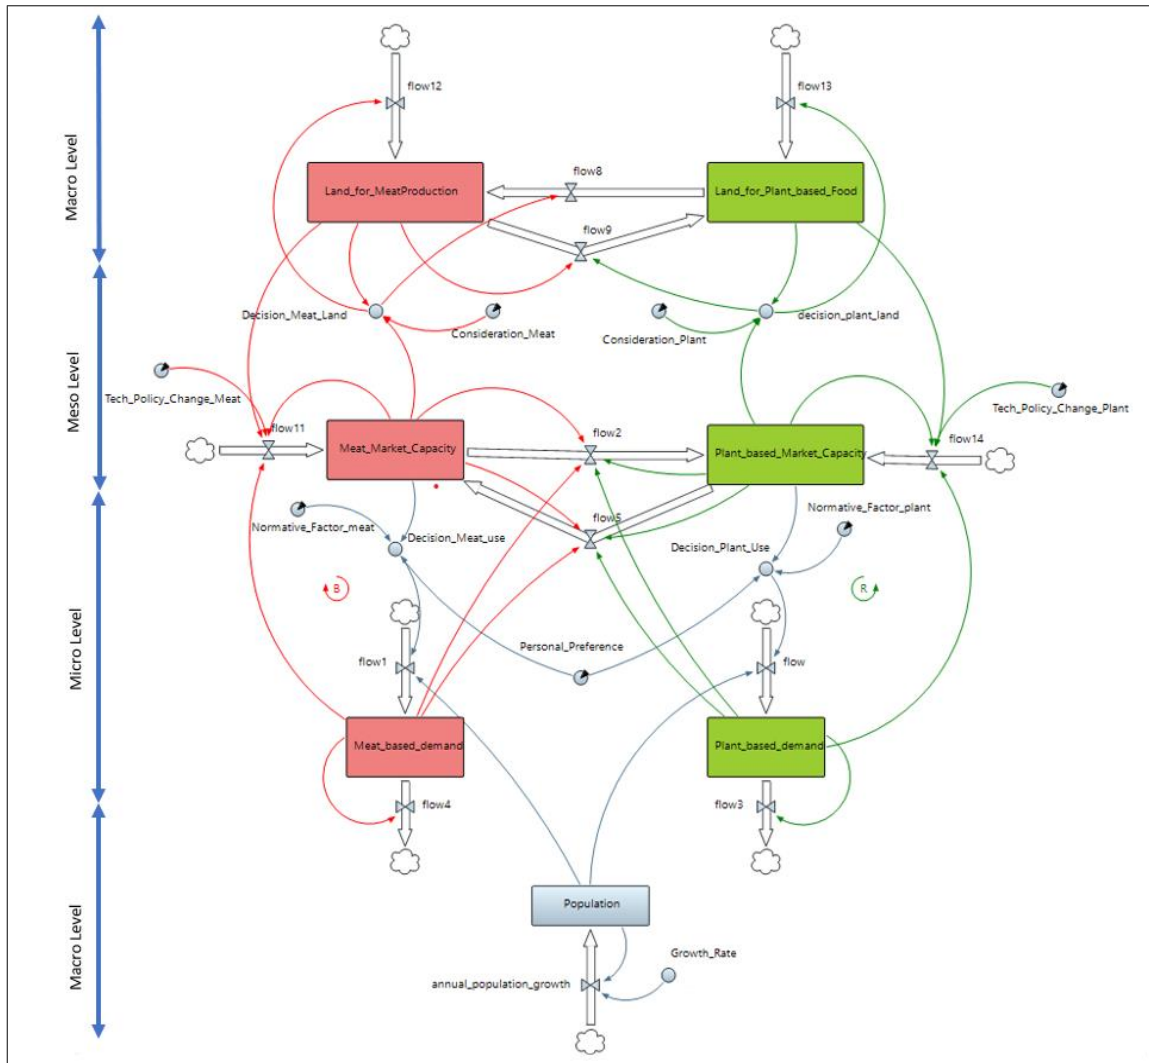 Macro Level
flow12
flow13
Land_for_MeatProduction
flow8
Land_for_Plant_based_Food
flow9
Meso Level
Decision_Meat_Land
Consideration_Meat
Consideration_Plant
decision_plant_land
Tech_Policy_Change_Meat
Tech_Policy_Change_Plant
flow11
Meat_Market_Capacity
flow2
Plant_based_Market_Capacity
flow14
Micro Level
Normative_Factor_meat
Decision_Meat_use
flow5
Decision_Plant_Use
Normative_Factor_plant
B
R
flow1
Personal_Preference
flow
Meat_based_demand
Plant_based_demand
flow4
flow3
Macro Level
Population
Growth_Rate
annual_population_growth